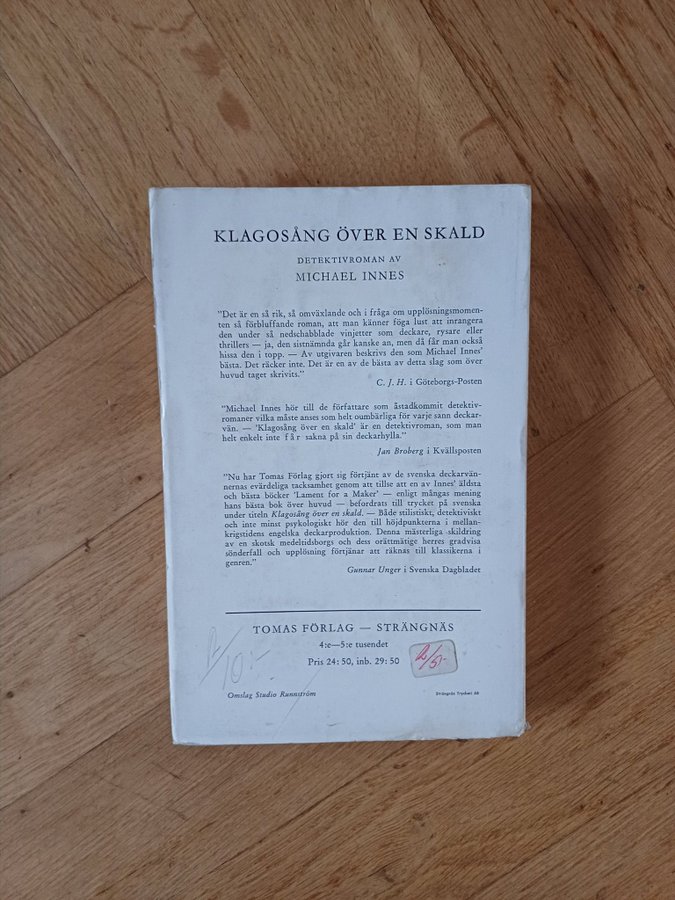 KLAGOSÅNG ÖVER EN SKALD
DETEKTIVROMAN AV
MICHAEL INNES
"Det är en så rik, så omväxlande och i fråga om upplösningsmomen-
ten så förbluffande roman, att man känner föga lust att inrangera
den under så nedschabblade vinjetter som deckare, rysare eller
thrillers — ja, den sistnämnda går kanske an, men då får man också
hissa den i topp. — Av utgivaren beskrivs den som Michael Innes'
bästa. Det räcker inte. Det är en av de bästa av detta slag som över
huvud taget skrivits."
C. J. H. i Göteborgs-Posten
"Michael Innes hör till de författare som åstadkommit detektiv-
romaner vilka måste anses som helt oumbärliga för varje sann deckar-
vän. — 'Klagosång över en skald' är en detektivroman, som man
helt enkelt inte får sakna på sin deckarhylla."
Jan Broberg i Kvällsposten
"Nu har Tomas Förlag gjort sig förtjänt av de svenska deckarvän-
nernas evärdeliga tacksamhet genom att tillse att en av Innes' äldsta
och bästa böcker 'Lament for a Maker' — enligt mångas mening
hans bästa bok över huvud — befordrats till trycket på svenska
under titeln Klagosång över en skald. — Både stilistiskt, detektiviskt
och inte minst psykologiskt hör den till höjdpunkterna i mellan-
krigstidens engelska deckarproduktion. Denna mästerliga skildring
av en skotsk medeltidsborgs och dess orättmätige herres gradvisa
sönderfall och upplösning förtjänar att räknas till klassikerna i
genren."
Gunnar Unger i Svenska Dagbladet
TOMAS FÖRLAG — STRÄNGNÄS
4:e—5:e tusendet
Pris 24:50, inb. 29:50
10:-
Omslag Studio Runnström
Strängnäs Tryckeri AB